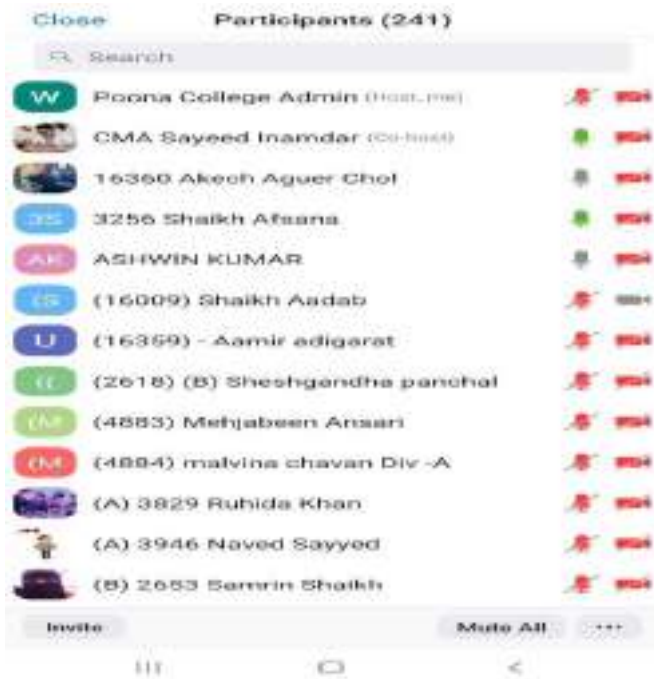 Close Participants (241)
Search
W Poona College Admin (Host, me)
CMA Sayeed Inamdar (Co-host)
16360 Akech Aguer Chol
3S 3256 Shaikh Afsana
AK ASHWIN KUMAR
(S (16009) Shaikh Aadab
U (16359) - Aamir adigarat
(( (2618) (B) Sheshgandha panchal
(M (4883) Mehjabeen Ansari
(M (4884) malvina chavan Div -A
(A) 3829 Ruhida Khan
(A) 3946 Naved Sayyed
(B) 2653 Samrin Shaikh
Invite Mute All ...